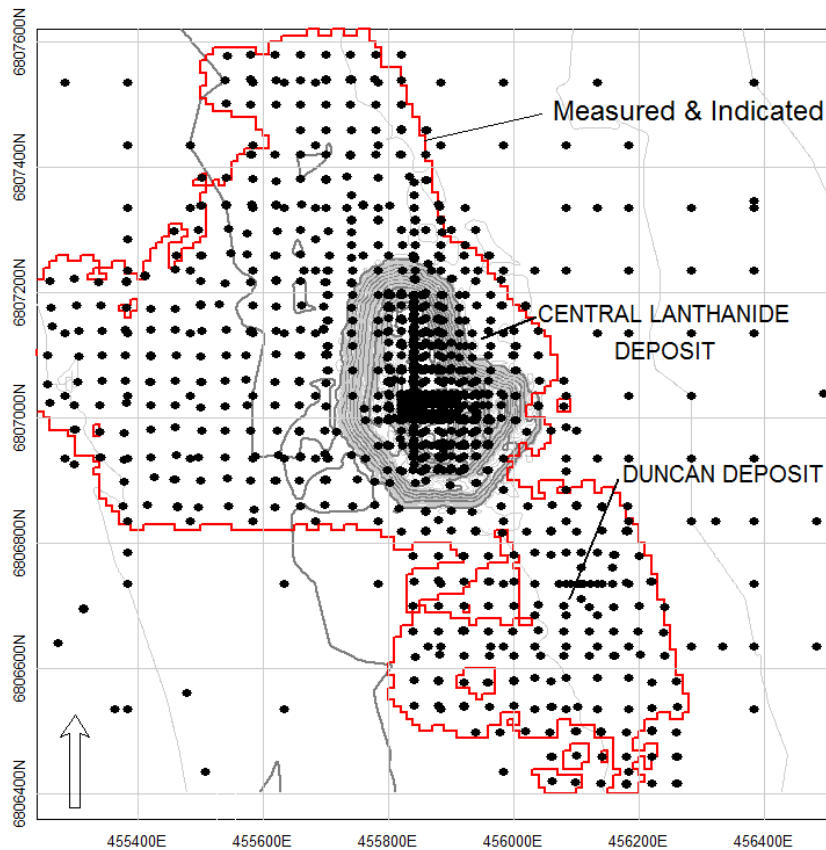 6807600N
Measured & Indicated
6807400N
6807200N
CENTRAL LANTHANIDE
DEPOSIT
6807000N
DUNCAN DEPOSIT
6806800N
6806600N
6806400N
455400E
455600E
455800E
456000E
456200E
456400E